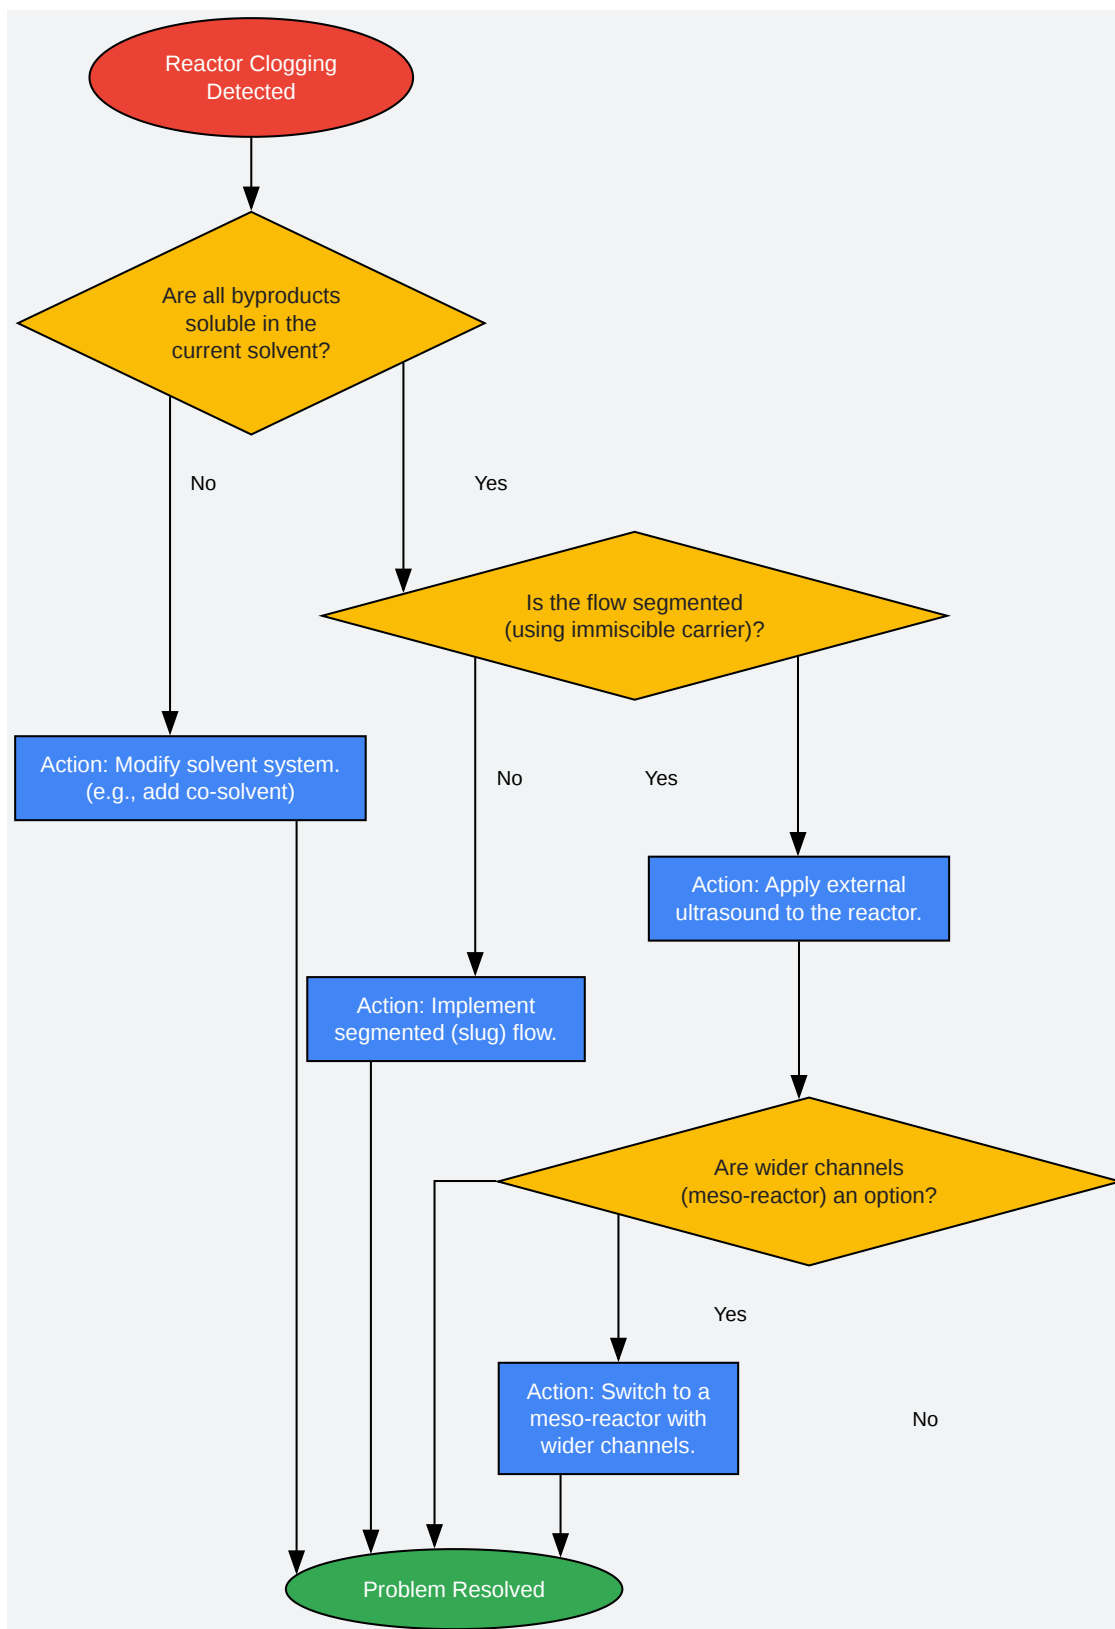 Reactor Clogging
Detected
Are all byproducts
soluble in the
current solvent?
No
Yes
Is the flow segmented
(using immiscible carrier)?
Action: Modify solvent system.
(e.g., add co-solvent)
No
Yes
Action: Apply external
ultrasound to the reactor.
Action: Implement
segmented (slug) flow.
Are wider channels
(meso-reactor) an option?
Yes
Action: Switch to a
meso-reactor with
wider channels.
No
Problem Resolved